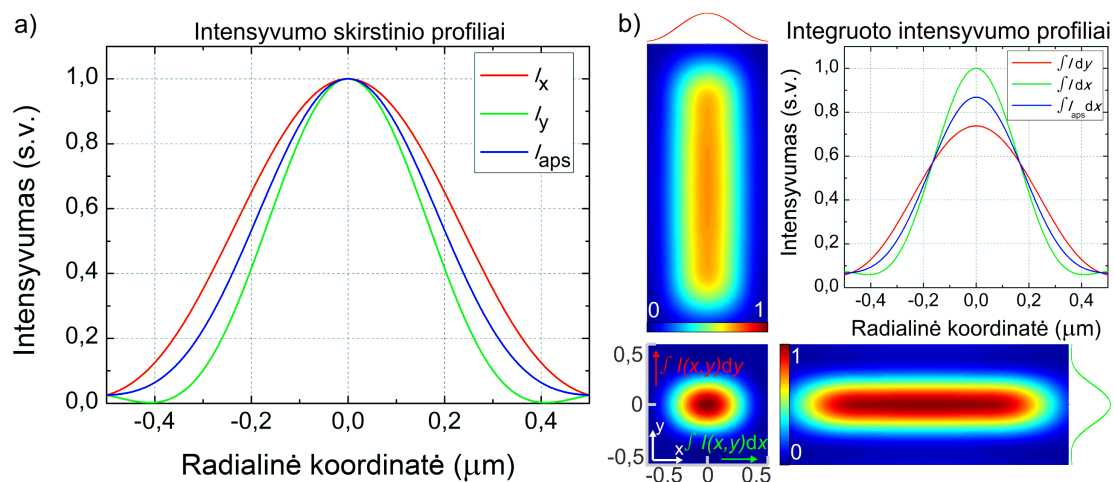 a)
Intensyvumo skirstinio profiliai
Intensyvumas (s.v.)
1,0
0,8
0,6
0,4
0,2
0,0
Ix
Iy
Iaps
-0,4 -0,2 0,0 0,2 0,4
Radialinė koordinatė (μm)
b)
0 1
Integruoto intensyvumo profiliai
Intensyvumas (s.v.)
1,0
0,8
0,6
0,4
0,2
0,0
∫ I dy
∫ I dx
∫ Iaps dx
-0,4 -0,2 0,0 0,2 0,4
Radialinė koordinatė (μm)
0,5
0
-0,5
∫ I(x,y)dy
y
x
∫ I(x,y)dx
-0.5 0 0.5
1
0